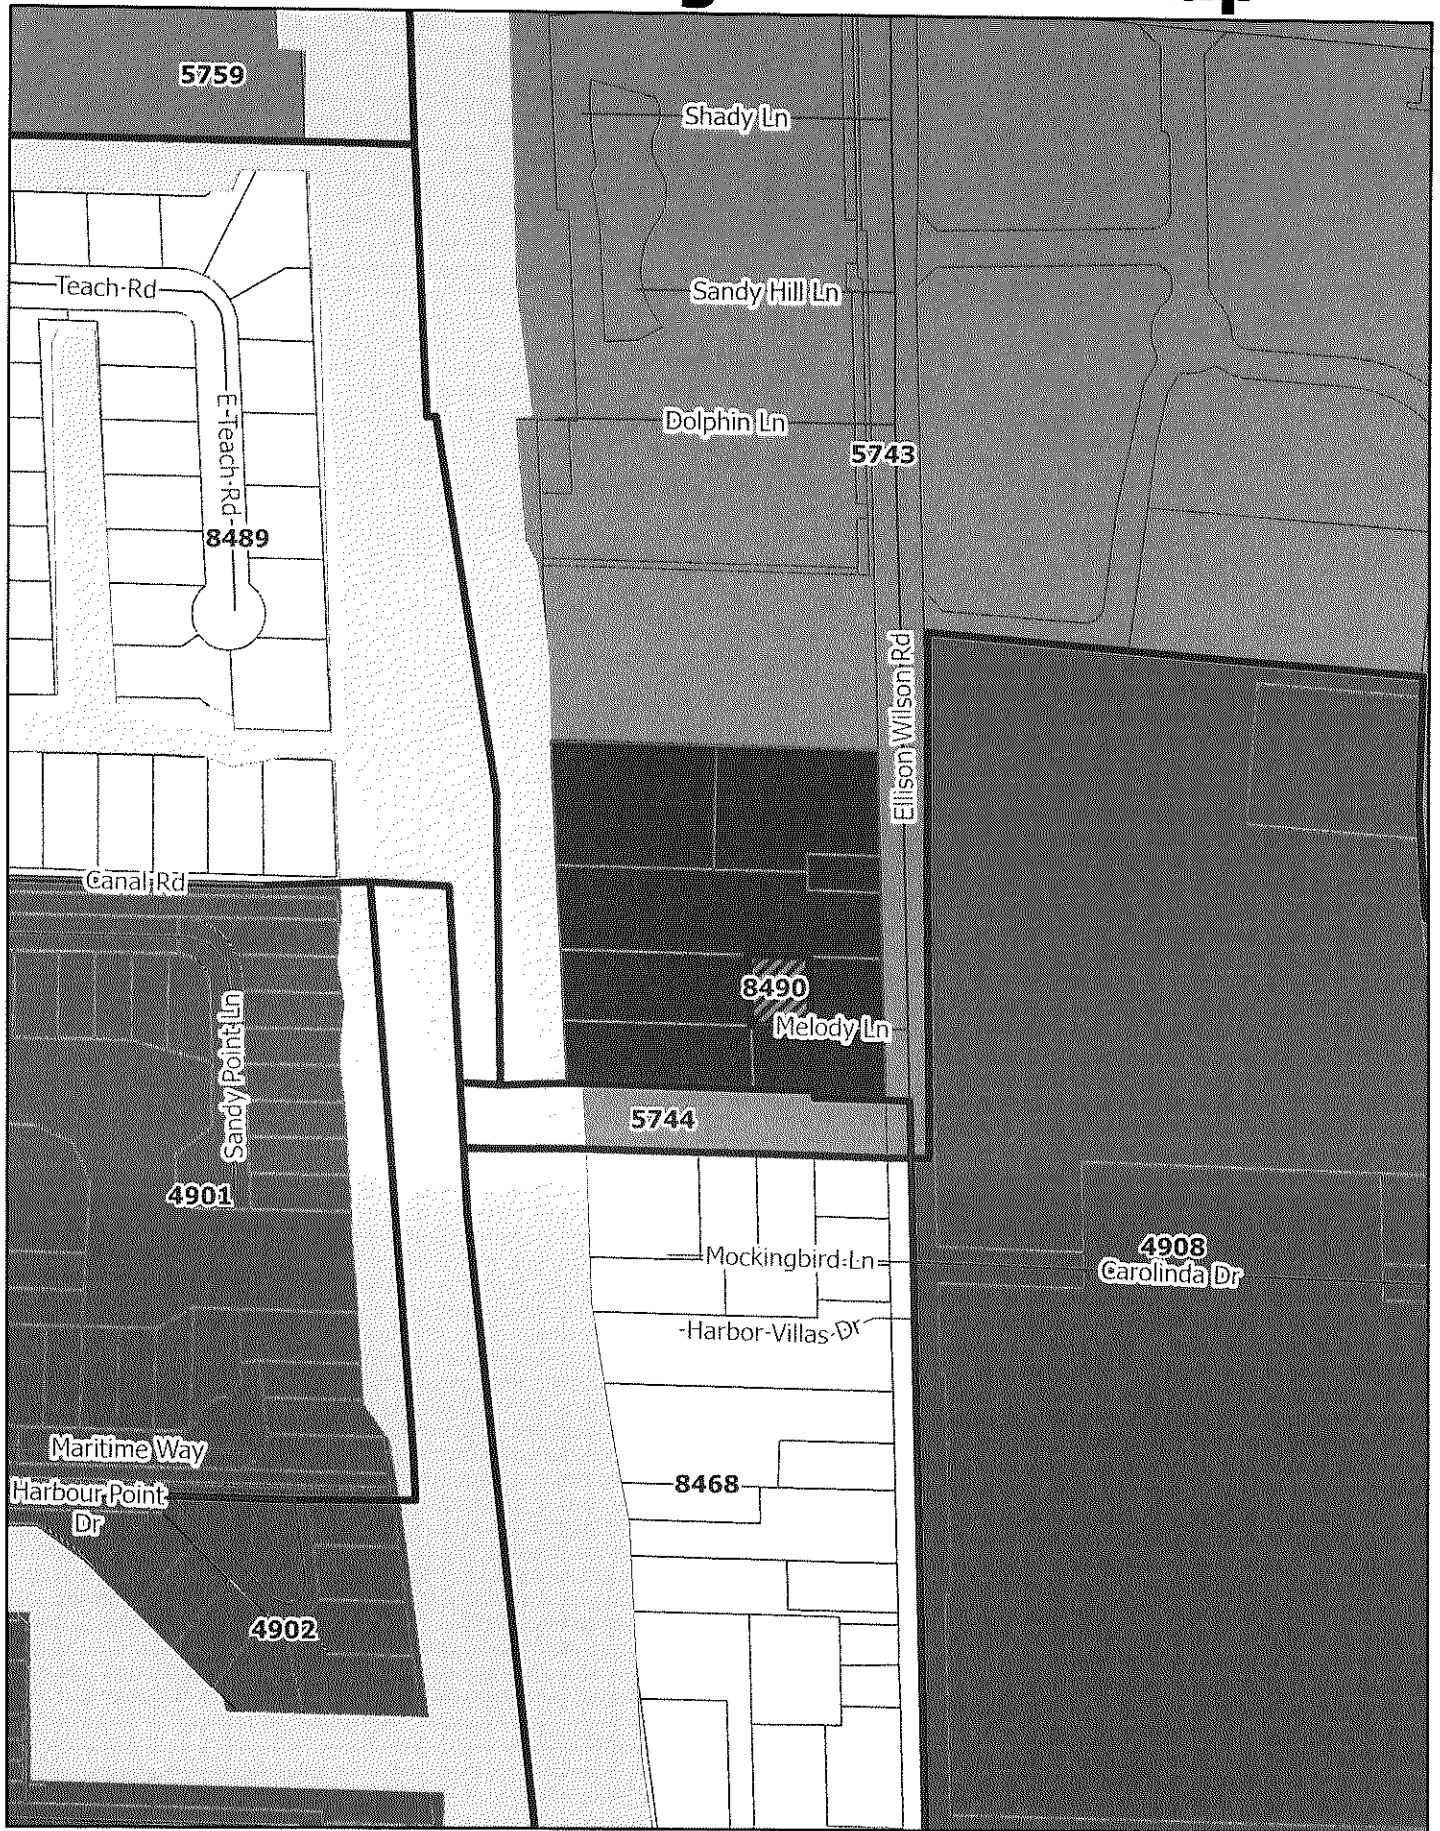 5759
Shady Ln
Teach Rd
Sandy Hill Ln
Dolphin Ln
5743
E Teach Rd
8489
Ellison Wilson Rd
Canal Rd
8490
Melody Ln
Sandy Point Ln
5744
4901
Mockingbird Ln
4908
Carolinda Dr
Harbor Villas Dr
Maritime Way
8468
Harbour Point
Dr
4902